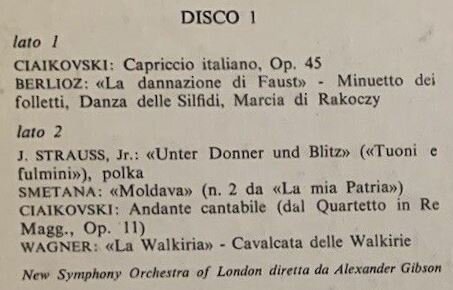 DISCO 1
lato 1
CIAIKOVSKI: Capriccio italiano, Op. 45
BERLIOZ: «La dannazione di Faust» - Minuetto dei
folletti, Danza delle Silfidi, Marcia di Rakoczy
lato 2
J. STRAUSS, Jr.: «Unter Donner und Blitz» («Tuoni e
fulmini»), polka
SMETANA: «Moldava» (n. 2 da «La mia Patria»)
CIAIKOVSKI: Andante cantabile (dal Quartetto in Re
Magg., Op. 11)
WAGNER: «La Walkiria» - Cavalcata delle Walkirie
New Symphony Orchestra of London diretta da Alexander Gibson